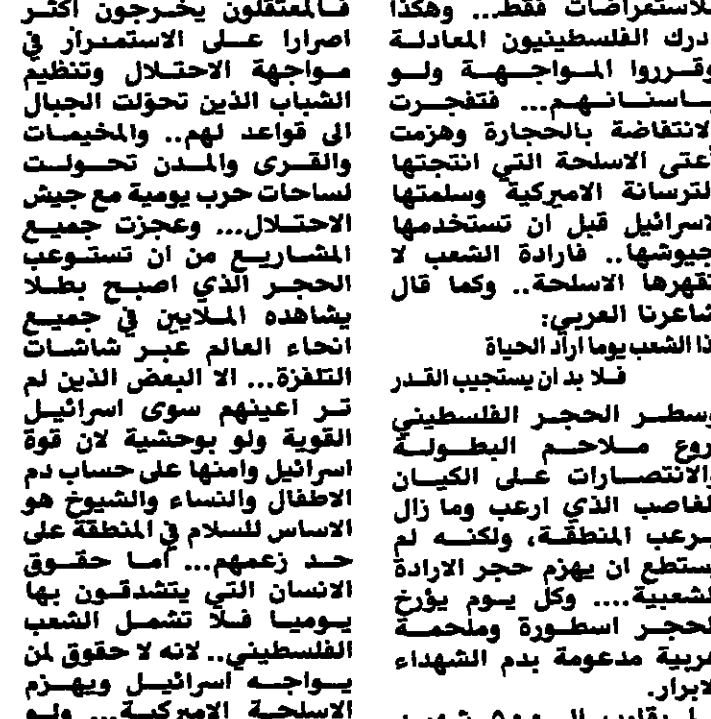 للاستعراضات فقط... وهكذا
ادرك الفلسطينيون المعادلة
وقرروا المواجهة ولو
باسنانهم... فتفجرت
الانتفاضة بالحجارة وهزمت
أعتى الاسلحة التي انتجتها
الترسانة الاميركية وسلمتها
لاسرائيل قبل ان تستخدمها
جيوشها.. فارادة الشعب لا
تقهرها الاسلحة.. وكما قال
شاعرنا العربي:
اذا الشعب يوما اراد الحياة
فلا بد ان يستجيب القدر
وسطر الحجر الفلسطيني
اروع ملاحم البطولة
والانتصارات على الكيان
الغاصب الذي ارعب وما زال
يرعب المنطقة، ولكنه لم
يستطع ان يهزم حجر الارادة
الشعبية.... وكل يوم يؤرخ
الحجر اسطورة وملحمة
عربية مدعومة بدم الشهداء
الابرار.
فالمعتقلون يخرجون اكثر
اصرارا على الاستمرار في
مواجهة الاحتلال وتنظيم
الشباب الذين تحوّلت الجبال
الى قواعد لهم.. والمخيمات
والقرى والمدن تحولت
لساحات حرب يومية مع جيش
الاحتلال... وعجزت جميع
المشاريع من ان تستوعب
الحجر الذي اصبح بطلا
يشاهده الملايين في جميع
انحاء العالم عبر شاشات
التلفزة... الا البعض الذين لم
تر اعينهم سوى اسرائيل
القوية ولو بوحشية لان قوة
اسرائيل وامنها على حساب دم
الاطفال والنساء والشيوخ هو
الاساس للسلام في المنطقة على
حد زعمهم... أما حقوق
الانسان التي يتشدقون بها
يوميا فلا تشمل الشعب
الفلسطيني.. لانه لا حقوق لمن
يواجه اسرائيل ويهزم
الاسلحة الاميركية... ولو